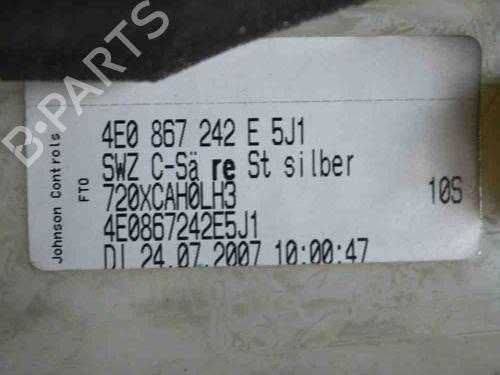 Johnson Controls
FTO
4E0 867 242 E 5J1
SWZ C-Sä re St silber
720XCAH0LH3
10S
4E0867242E5J1
DI 24.07.2007 10:00:47
B-PARTS